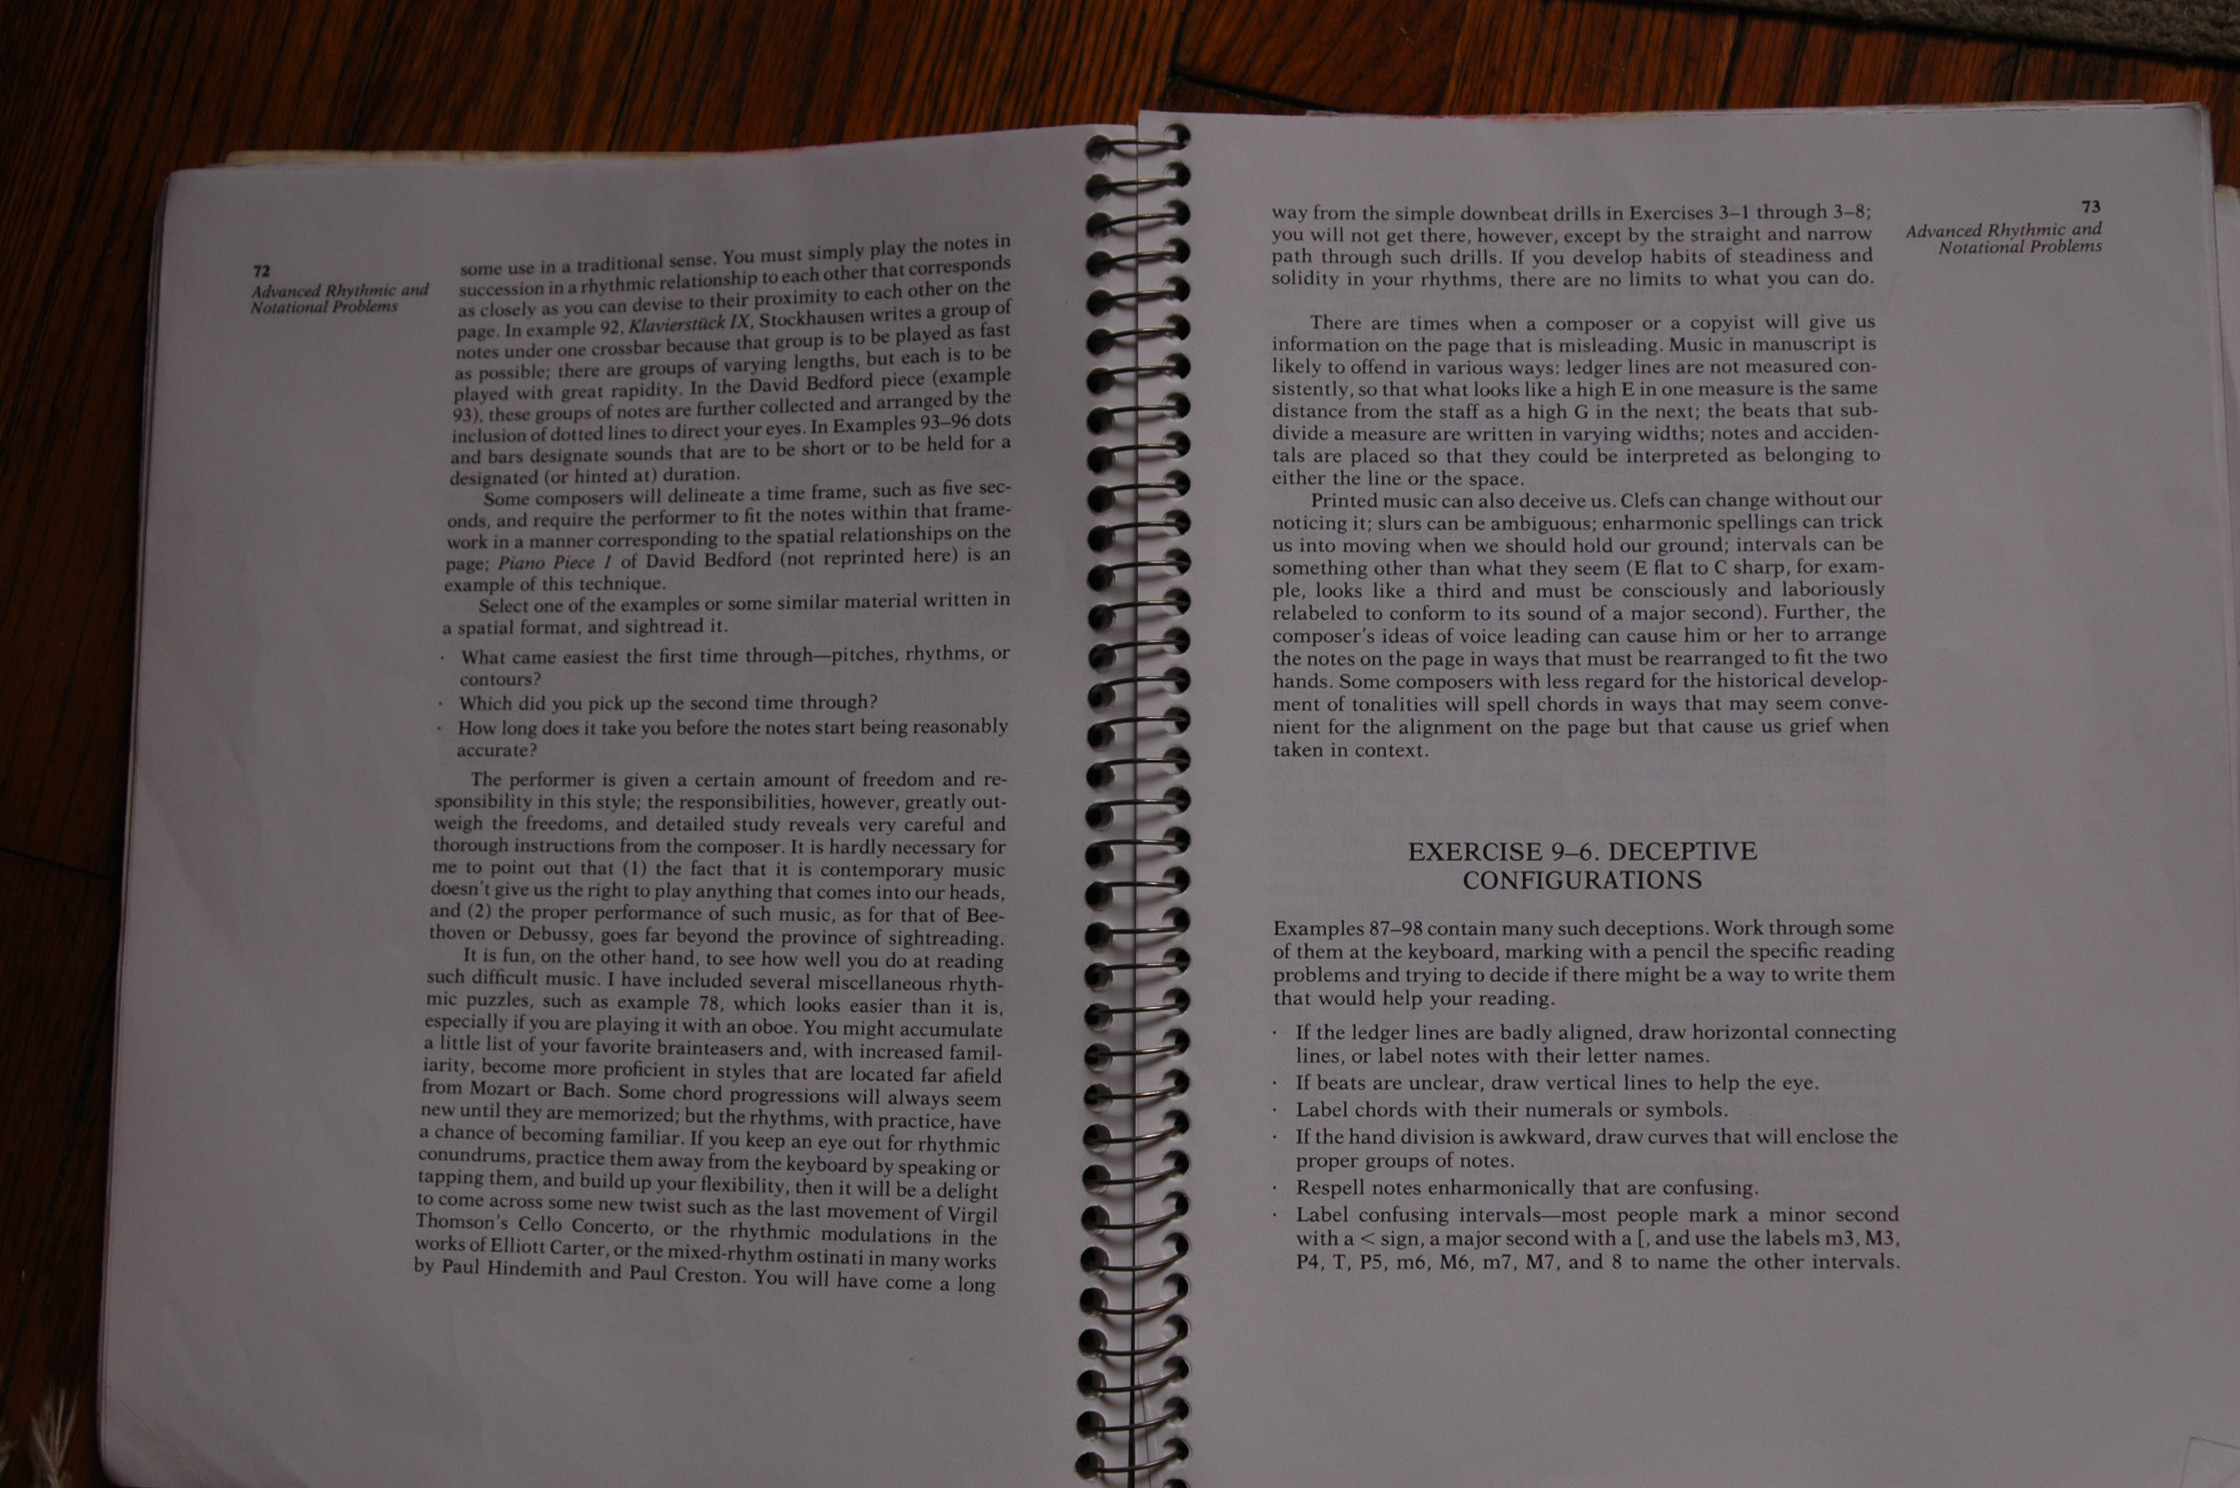 72
Advanced Rhythmic and
Notational Problems
some use in a traditional sense. You must simply play the notes in
succession in a rhythmic relationship to each other that corresponds
as closely as you can devise to their proximity to each other on the
page. In example 92, Klavierstück IX, Stockhausen writes a group of
notes under one crossbar because that group is to be played as fast
as possible; there are groups of varying lengths, but each is to be
played with great rapidity. In the David Bedford piece (example
93), these groups of notes are further collected and arranged by the
inclusion of dotted lines to direct your eyes. In Examples 93–96 dots
and bars designate sounds that are to be short or to be held for a
designated (or hinted at) duration.
Some composers will delineate a time frame, such as five sec-
onds, and require the performer to fit the notes within that frame-
work in a manner corresponding to the spatial relationships on the
page; Piano Piece 1 of David Bedford (not reprinted here) is an
example of this technique.
Select one of the examples or some similar material written in
a spatial format, and sightread it.
· What came easiest the first time through—pitches, rhythms, or
contours?
· Which did you pick up the second time through?
· How long does it take you before the notes start being reasonably
accurate?
The performer is given a certain amount of freedom and re-
sponsibility in this style; the responsibilities, however, greatly out-
weigh the freedoms, and detailed study reveals very careful and
thorough instructions from the composer. It is hardly necessary for
me to point out that (1) the fact that it is contemporary music
doesn't give us the right to play anything that comes into our heads,
and (2) the proper performance of such music, as for that of Bee-
thoven or Debussy, goes far beyond the province of sightreading.
It is fun, on the other hand, to see how well you do at reading
such difficult music. I have included several miscellaneous rhyth-
mic puzzles, such as example 78, which looks easier than it is,
especially if you are playing it with an oboe. You might accumulate
a little list of your favorite brainteasers and, with increased famil-
iarity, become more proficient in styles that are located far afield
from Mozart or Bach. Some chord progressions will always seem
new until they are memorized; but the rhythms, with practice, have
a chance of becoming familiar. If you keep an eye out for rhythmic
conundrums, practice them away from the keyboard by speaking or
tapping them, and build up your flexibility, then it will be a delight
to come across some new twist such as the last movement of Virgil
Thomson's Cello Concerto, or the rhythmic modulations in the
works of Elliott Carter, or the mixed-rhythm ostinati in many works
by Paul Hindemith and Paul Creston. You will have come a long
73
Advanced Rhythmic and
Notational Problems
way from the simple downbeat drills in Exercises 3–1 through 3–8;
you will not get there, however, except by the straight and narrow
path through such drills. If you develop habits of steadiness and
solidity in your rhythms, there are no limits to what you can do.
There are times when a composer or a copyist will give us
information on the page that is misleading. Music in manuscript is
likely to offend in various ways: ledger lines are not measured con-
sistently, so that what looks like a high E in one measure is the same
distance from the staff as a high G in the next; the beats that sub-
divide a measure are written in varying widths; notes and acciden-
tals are placed so that they could be interpreted as belonging to
either the line or the space.
Printed music can also deceive us. Clefs can change without our
noticing it; slurs can be ambiguous; enharmonic spellings can trick
us into moving when we should hold our ground; intervals can be
something other than what they seem (E flat to C sharp, for exam-
ple, looks like a third and must be consciously and laboriously
relabeled to conform to its sound of a major second). Further, the
composer's ideas of voice leading can cause him or her to arrange
the notes on the page in ways that must be rearranged to fit the two
hands. Some composers with less regard for the historical develop-
ment of tonalities will spell chords in ways that may seem conve-
nient for the alignment on the page but that cause us grief when
taken in context.
EXERCISE 9–6. DECEPTIVE
CONFIGURATIONS
Examples 87–98 contain many such deceptions. Work through some
of them at the keyboard, marking with a pencil the specific reading
problems and trying to decide if there might be a way to write them
that would help your reading.
· If the ledger lines are badly aligned, draw horizontal connecting
lines, or label notes with their letter names.
· If beats are unclear, draw vertical lines to help the eye.
· Label chords with their numerals or symbols.
· If the hand division is awkward, draw curves that will enclose the
proper groups of notes.
· Respell notes enharmonically that are confusing.
· Label confusing intervals—most people mark a minor second
with a < sign, a major second with a [, and use the labels m3, M3,
P4, T, P5, m6, M6, m7, M7, and 8 to name the other intervals.